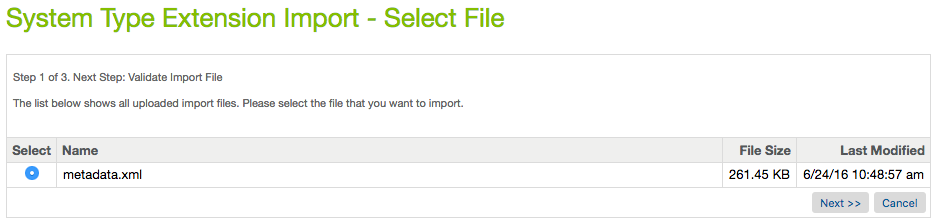 System Type Extension Import - Select File
Step 1 of 3. Next Step: Validate Import File
The list below shows all uploaded import files. Please select the file that you want to import.
Select Name File Size Last Modified
metadata.xml 261.45 KB 6/24/16 10:48:57 am
Next >> Cancel